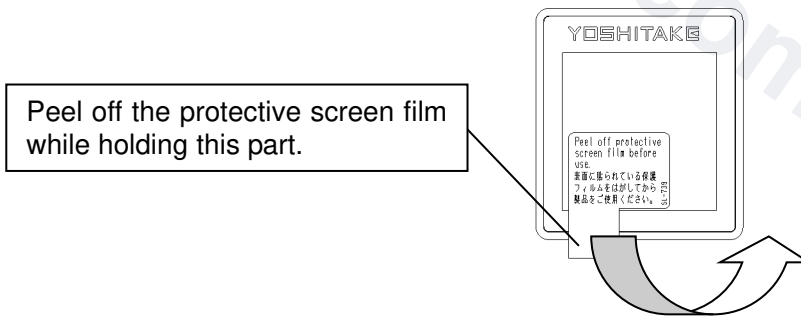 YOSHITAKE
Peel off the protective screen film
while holding this part.
Peel off protective
screen film before
use.
表面に貼られている保護
フィルムをはがしてから
製品をご使用ください。
SL-739
com